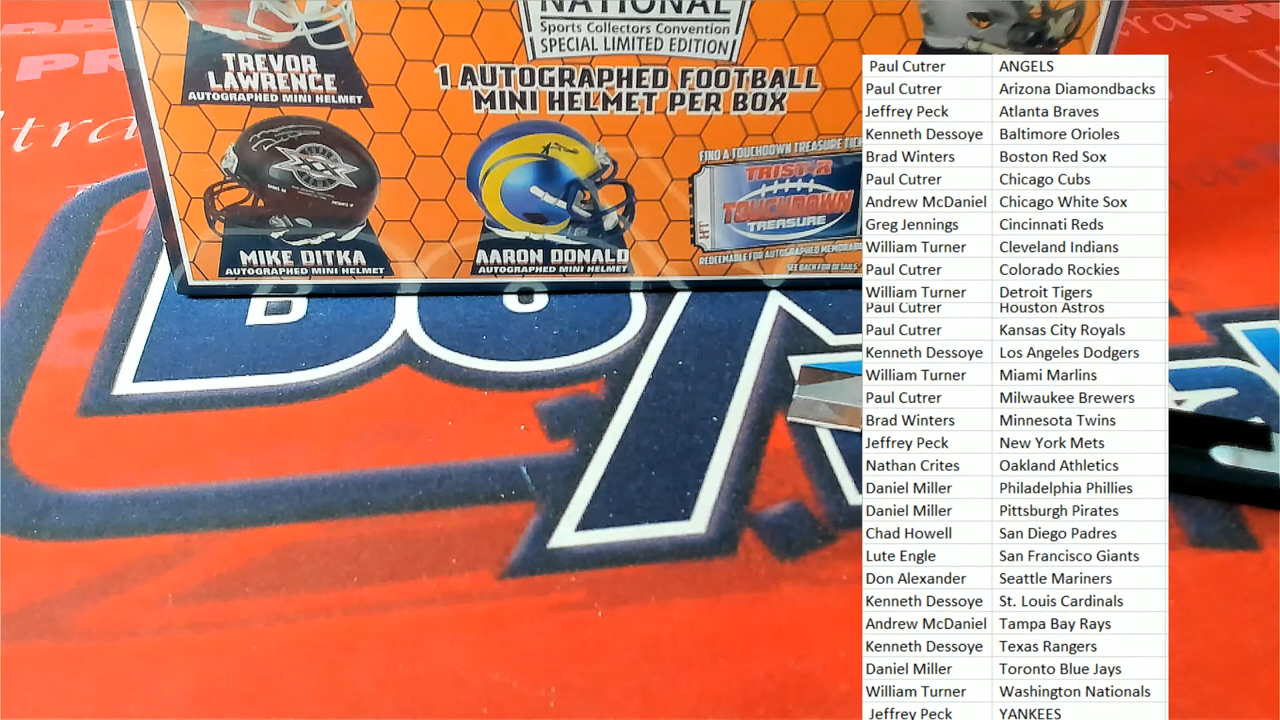 NATIONAL
Sports Collectors Convention
SPECIAL LIMITED EDITION
TREVOR
LAWRENCE
AUTOGRAPHED MINI HELMET
1 AUTOGRAPHED FOOTBALL
MINI HELMET PER BOX
MIKE DITKA
AUTOGRAPHED MINI HELMET
AARON DONALD
AUTOGRAPHED MINI HELMET
FIND A TOUCHDOWN TREASURE
TRISTAR
TOUCHDOWN
TREASURE
REDEEMABLE FOR AUTOGRAPHED
SEE BACK FOR DETAILS
Paul Cutrer ANGELS
Paul Cutrer Arizona Diamondbacks
Jeffrey Peck Atlanta Braves
Kenneth Dessoye Baltimore Orioles
Brad Winters Boston Red Sox
Paul Cutrer Chicago Cubs
Andrew McDaniel Chicago White Sox
Greg Jennings Cincinnati Reds
William Turner Cleveland Indians
Paul Cutrer Colorado Rockies
William Turner Detroit Tigers
Paul Cutrer Houston Astros
Paul Cutrer Kansas City Royals
Kenneth Dessoye Los Angeles Dodgers
William Turner Miami Marlins
Paul Cutrer Milwaukee Brewers
Brad Winters Minnesota Twins
Jeffrey Peck New York Mets
Nathan Crites Oakland Athletics
Daniel Miller Philadelphia Phillies
Daniel Miller Pittsburgh Pirates
Chad Howell San Diego Padres
Lute Engle San Francisco Giants
Don Alexander Seattle Mariners
Kenneth Dessoye St. Louis Cardinals
Andrew McDaniel Tampa Bay Rays
Kenneth Dessoye Texas Rangers
Daniel Miller Toronto Blue Jays
William Turner Washington Nationals
Jeffrey Peck YANKEES